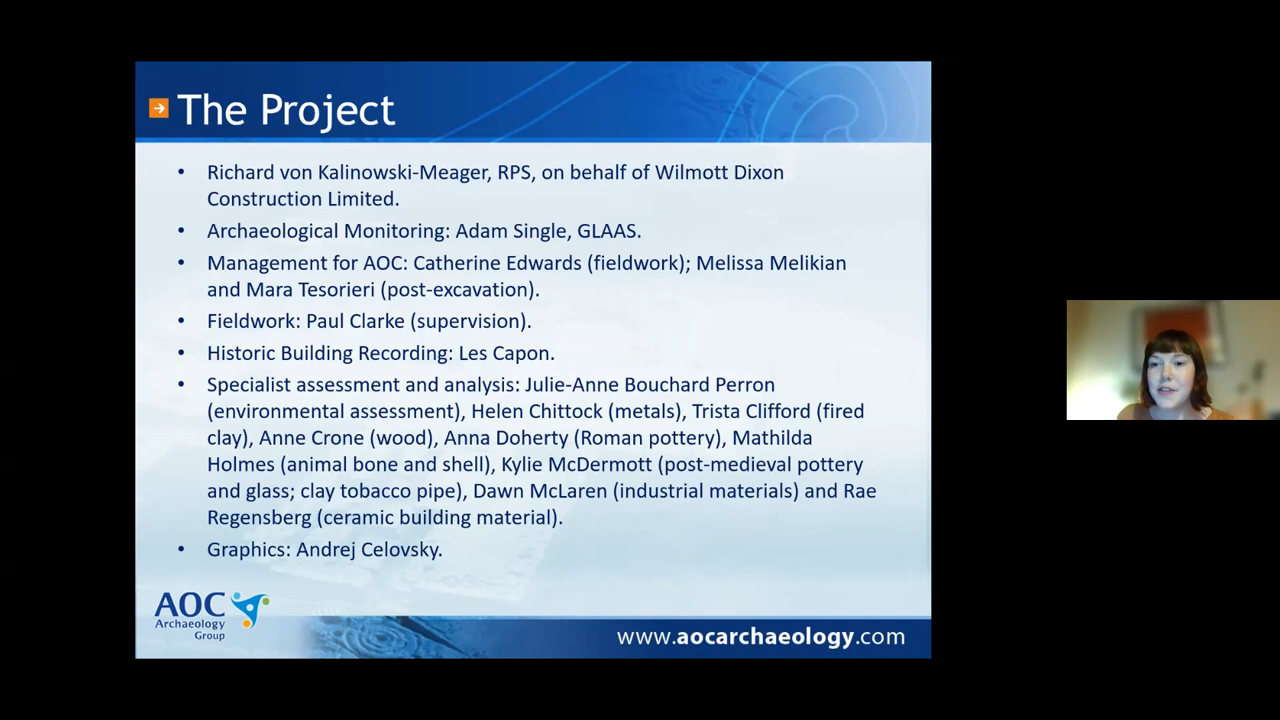 The Project
• Richard von Kalinowski-Meager, RPS, on behalf of Wilmott Dixon
Construction Limited.
• Archaeological Monitoring: Adam Single, GLAAS.
• Management for AOC: Catherine Edwards (fieldwork); Melissa Melikian
and Mara Tesorieri (post-excavation).
• Fieldwork: Paul Clarke (supervision).
• Historic Building Recording: Les Capon.
• Specialist assessment and analysis: Julie-Anne Bouchard Perron
(environmental assessment), Helen Chittock (metals), Trista Clifford (fired
clay), Anne Crone (wood), Anna Doherty (Roman pottery), Mathilda
Holmes (animal bone and shell), Kylie McDermott (post-medieval pottery
and glass; clay tobacco pipe), Dawn McLaren (industrial materials) and Rae
Regensberg (ceramic building material).
• Graphics: Andrej Celovsky.
AOC
Archaeology
Group
www.aocarchaeology.com